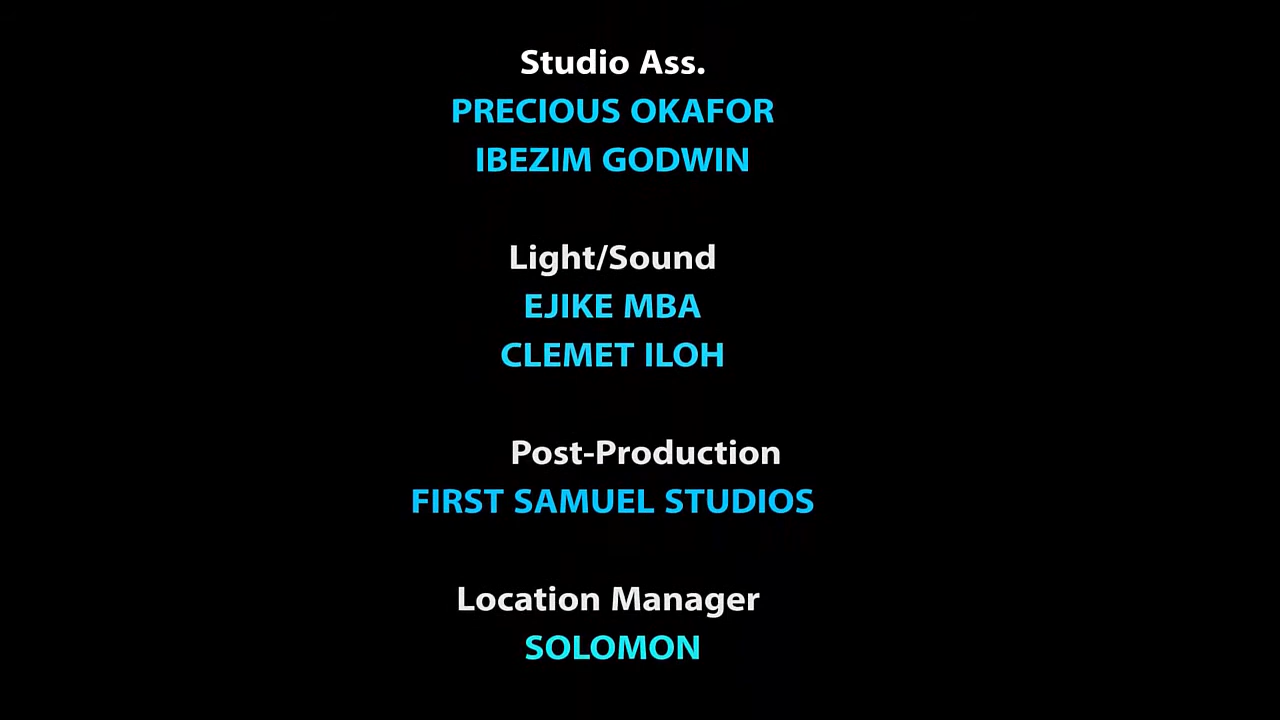 Studio Ass.
PRECIOUS OKAFOR
IBEZIM GODWIN
Light/Sound
EJIKE MBA
CLEMET ILOH
Post-Production
FIRST SAMUEL STUDIOS
Location Manager
SOLOMON